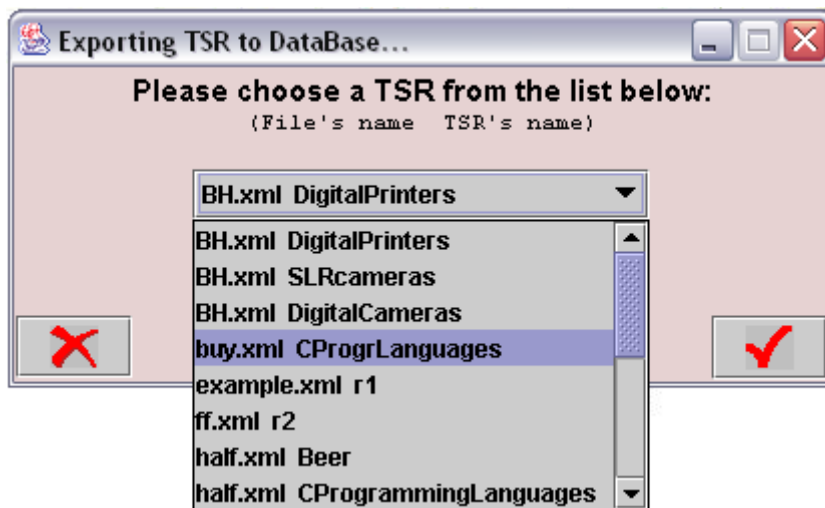 Exporting TSR to DataBase...
Please choose a TSR from the list below:
(File's name TSR's name)
BH.xml DigitalPrinters
BH.xml DigitalPrinters
BH.xml SLRcameras
BH.xml DigitalCameras
buy.xml CProgrLanguages
example.xml r1
ff.xml r2
half.xml Beer
half.xml CProgrammingLanguages